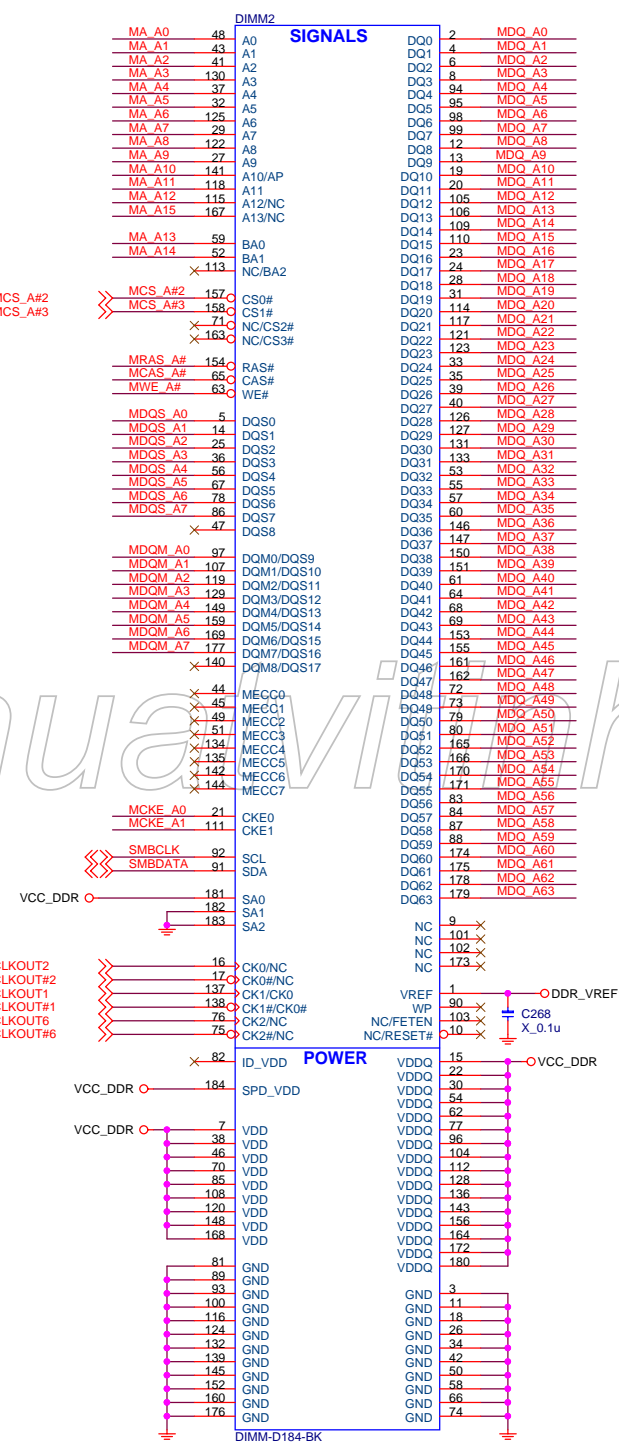 DIMM2
SIGNALS
MA_A0 48 A0 DQ0 2 MDQ_A0
MA_A1 43 A1 DQ1 4 MDQ_A1
MA_A2 41 A2 DQ2 6 MDQ_A2
MA_A3 130 A3 DQ3 8 MDQ_A3
MA_A4 37 A4 DQ4 94 MDQ_A4
MA_A5 32 A5 DQ5 95 MDQ_A5
MA_A6 125 A6 DQ6 98 MDQ_A6
MA_A7 29 A7 DQ7 99 MDQ_A7
MA_A8 122 A8 DQ8 12 MDQ_A8
MA_A9 27 A9 DQ9 13 MDQ_A9
MA_A10 141 A10/AP DQ10 19 MDQ_A10
MA_A11 118 A11 DQ11 20 MDQ_A11
MA_A12 115 A12/NC DQ12 105 MDQ_A12
MA_A15 167 A13/NC DQ13 106 MDQ_A13
DQ14 109 MDQ_A14
MA_A13 59 BA0 DQ15 110 MDQ_A15
MA_A14 52 BA1 DQ16 23 MDQ_A16
113 NC/BA2 DQ17 24 MDQ_A17
DQ18 28 MDQ_A18
MCS_A#2 MCS_A#2 157 CS0# DQ19 31 MDQ_A19
MCS_A#3 MCS_A#3 158 CS1# DQ20 114 MDQ_A20
71 NC/CS2# DQ21 117 MDQ_A21
163 NC/CS3# DQ22 121 MDQ_A22
DQ23 123 MDQ_A23
MRAS_A# 154 RAS# DQ24 33 MDQ_A24
MCAS_A# 65 CAS# DQ25 35 MDQ_A25
MWE_A# 63 WE# DQ26 39 MDQ_A26
DQ27 40 MDQ_A27
MDQS_A0 5 DQS0 DQ28 126 MDQ_A28
MDQS_A1 14 DQS1 DQ29 127 MDQ_A29
MDQS_A2 25 DQS2 DQ30 131 MDQ_A30
MDQS_A3 36 DQS3 DQ31 133 MDQ_A31
MDQS_A4 56 DQS4 DQ32 53 MDQ_A32
MDQS_A5 67 DQS5 DQ33 55 MDQ_A33
MDQS_A6 78 DQS6 DQ34 57 MDQ_A34
MDQS_A7 86 DQS7 DQ35 60 MDQ_A35
47 DQS8 DQ36 146 MDQ_A36
DQ37 147 MDQ_A37
MDQM_A0 97 DQM0/DQS9 DQ38 150 MDQ_A38
MDQM_A1 107 DQM1/DQS10 DQ39 151 MDQ_A39
MDQM_A2 119 DQM2/DQS11 DQ40 61 MDQ_A40
MDQM_A3 129 DQM3/DQS12 DQ41 64 MDQ_A41
MDQM_A4 149 DQM4/DQS13 DQ42 68 MDQ_A42
MDQM_A5 159 DQM5/DQS14 DQ43 69 MDQ_A43
MDQM_A6 169 DQM6/DQS15 DQ44 153 MDQ_A44
MDQM_A7 177 DQM7/DQS16 DQ45 155 MDQ_A45
140 DQM8/DQS17 DQ46 161 MDQ_A46
DQ47 162 MDQ_A47
44 MECC0 DQ48 72 MDQ_A48
45 MECC1 DQ49 73 MDQ_A49
49 MECC2 DQ50 79 MDQ_A50
51 MECC3 DQ51 80 MDQ_A51
134 MECC4 DQ52 165 MDQ_A52
135 MECC5 DQ53 166 MDQ_A53
142 MECC6 DQ54 170 MDQ_A54
144 MECC7 DQ55 171 MDQ_A55
DQ56 83 MDQ_A56
MCKE_A0 21 CKE0 DQ57 84 MDQ_A57
MCKE_A1 111 CKE1 DQ58 87 MDQ_A58
DQ59 88 MDQ_A59
SMBCLK 92 SCL DQ60 174 MDQ_A60
SMBDATA 91 SDA DQ61 175 MDQ_A61
DQ62 178 MDQ_A62
VCC_DDR 181 SA0 DQ63 179 MDQ_A63
182 SA1
183 SA2 NC 9
NC 101
NC 102
CLKOUT2 16 CK0/NC NC 173
CLKOUT#2 17 CK0#/NC
CLKOUT1 137 CK1/CK0 VREF 1 DDR_VREF
CLKOUT#1 138 CK1#/CK0# WP 90 C268
CLKOUT6 76 CK2/NC NC/FETEN 103 X_0.1u
CLKOUT#6 75 CK2#/NC NC/RESET# 10
POWER
82 ID_VDD VDDQ 15 VCC_DDR
VDDQ 22
VCC_DDR 184 SPD_VDD VDDQ 30
VDDQ 54
VDDQ 62
VCC_DDR 7 VDD VDDQ 77
38 VDD VDDQ 96
46 VDD VDDQ 104
70 VDD VDDQ 112
85 VDD VDDQ 128
108 VDD VDDQ 136
120 VDD VDDQ 143
148 VDD VDDQ 156
168 VDD VDDQ 164
VDDQ 172
81 GND VDDQ 180
89 GND
93 GND GND 3
100 GND GND 11
116 GND GND 18
124 GND GND 26
132 GND GND 34
139 GND GND 42
145 GND GND 50
152 GND GND 58
160 GND GND 66
176 GND GND 74
DIMM-D184-BK